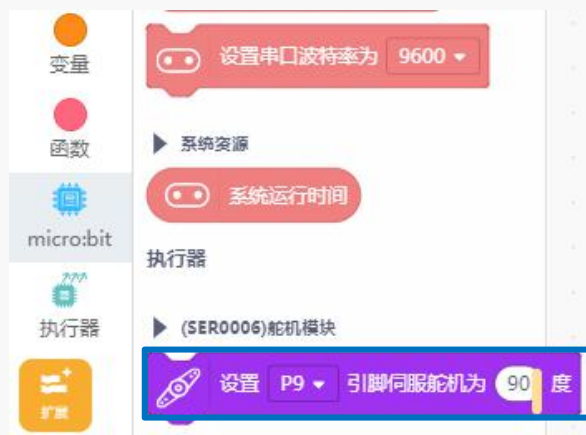 变量
函数
micro:bit
执行器
扩展
设置串口波特率为 9600
系统资源
系统运行时间
执行器
(SER0006)舵机模块
设置 P9 引脚伺服舵机为 90 度